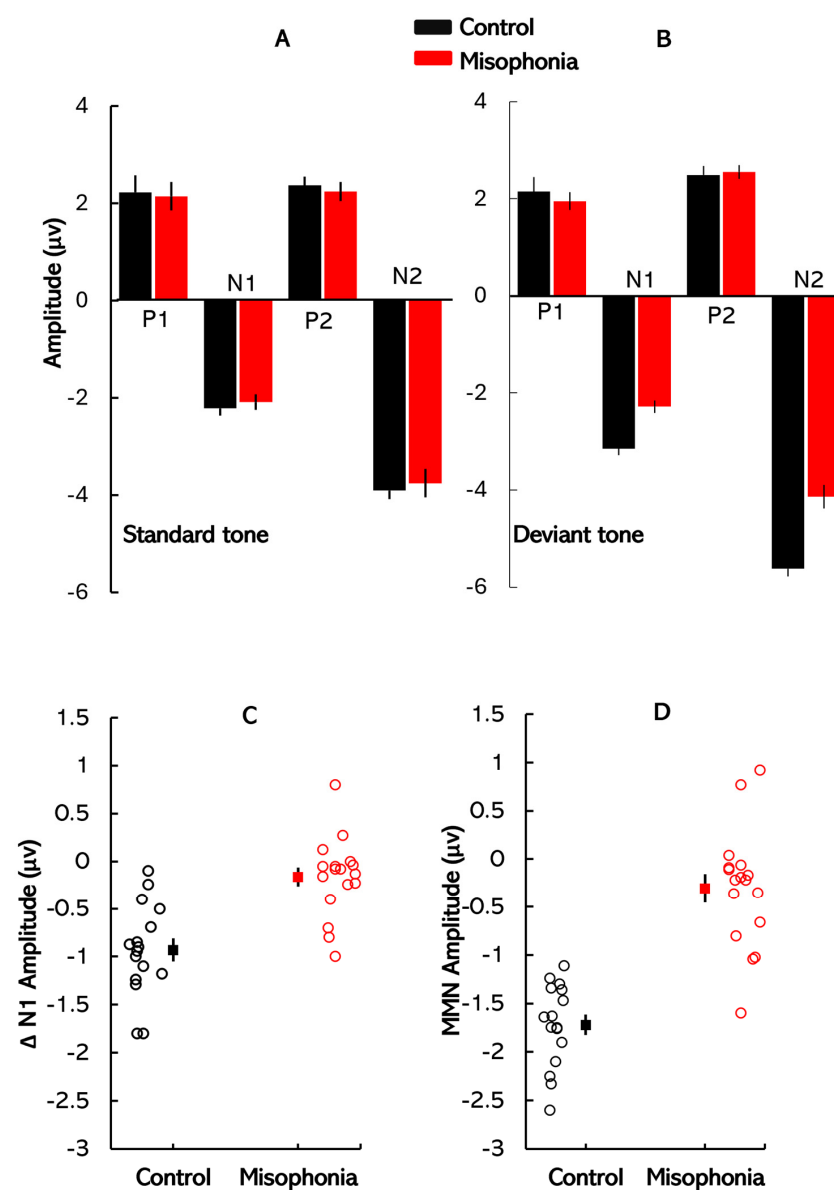 A
Control
Misophonia
B
4
2
0
-2
-4
-6
Amplitude (μv)
P1
N1
P2
N2
Standard tone
4
2
0
-2
-4
-6
P1
N1
P2
N2
Deviant tone
C
1.5
1
0.5
0
-0.5
-1
-1.5
-2
-2.5
-3
Δ N1 Amplitude (μv)
Control
Misophonia
D
1.5
1
0.5
0
-0.5
-1
-1.5
-2
-2.5
-3
MMN Amplitude (μv)
Control
Misophonia